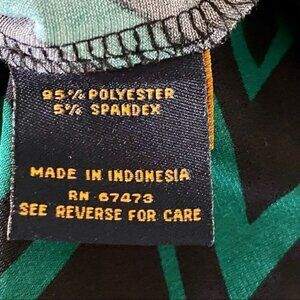 95% POLYESTER
5% SPANDEX
MADE IN INDONESIA
RN 67473
SEE REVERSE FOR CARE